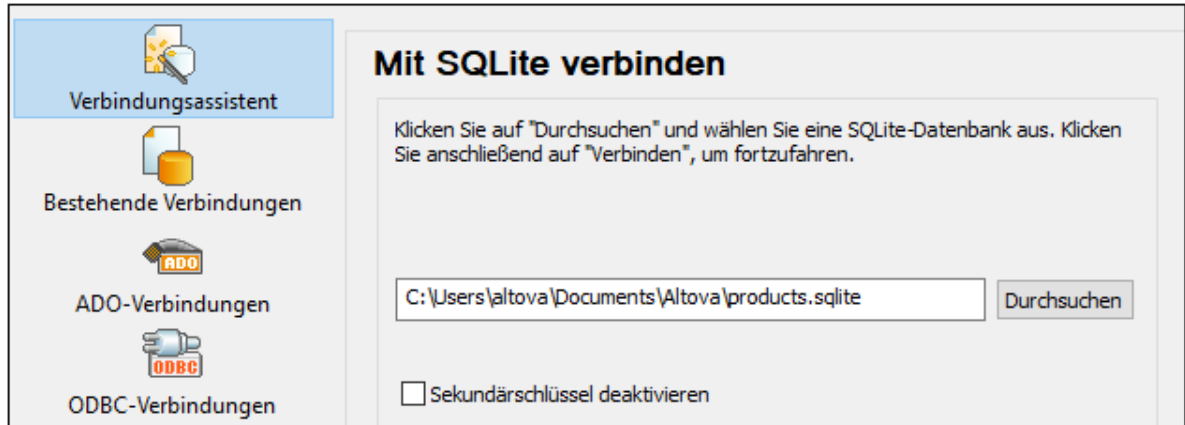 Verbindungsassistent
Bestehende Verbindungen
ADO
ADO-Verbindungen
ODBC
ODBC-Verbindungen
Mit SQLite verbinden
Klicken Sie auf "Durchsuchen" und wählen Sie eine SQLite-Datenbank aus. Klicken
Sie anschließend auf "Verbinden", um fortzufahren.
C:\Users\altova\Documents\Altova\products.sqlite
Durchsuchen
Sekundärschlüssel deaktivieren